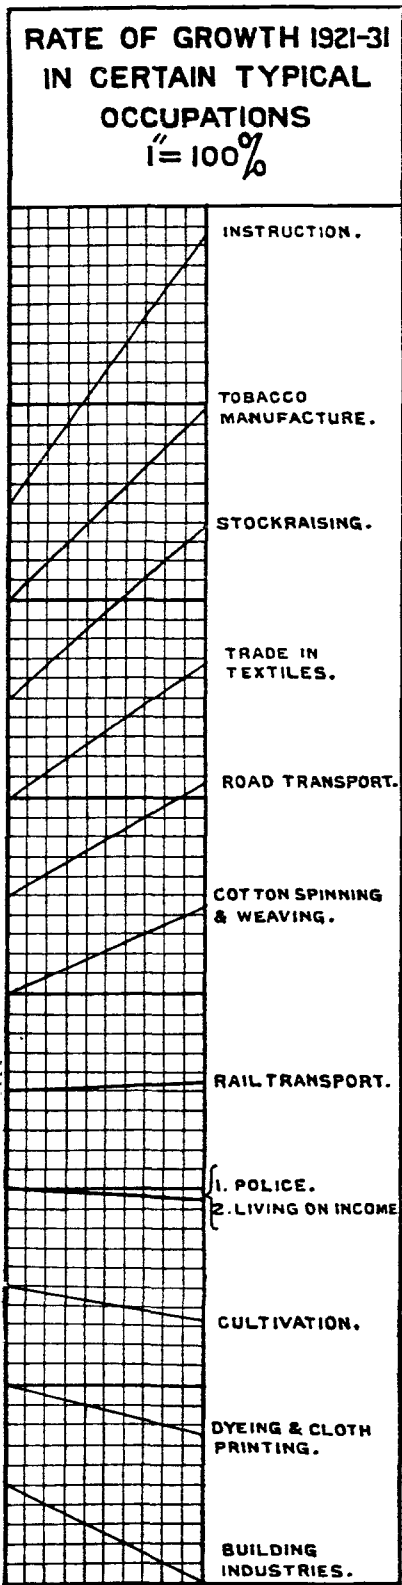 RATE OF GROWTH 1921-31
IN CERTAIN TYPICAL
OCCUPATIONS
1"= 100%
INSTRUCTION.
TOBACCO
MANUFACTURE.
STOCKRAISING.
TRADE IN
TEXTILES.
ROAD TRANSPORT.
COTTON SPINNING
& WEAVING.
RAIL TRANSPORT.
1. POLICE.
2. LIVING ON INCOME
CULTIVATION.
DYEING & CLOTH
PRINTING.
BUILDING
INDUSTRIES.